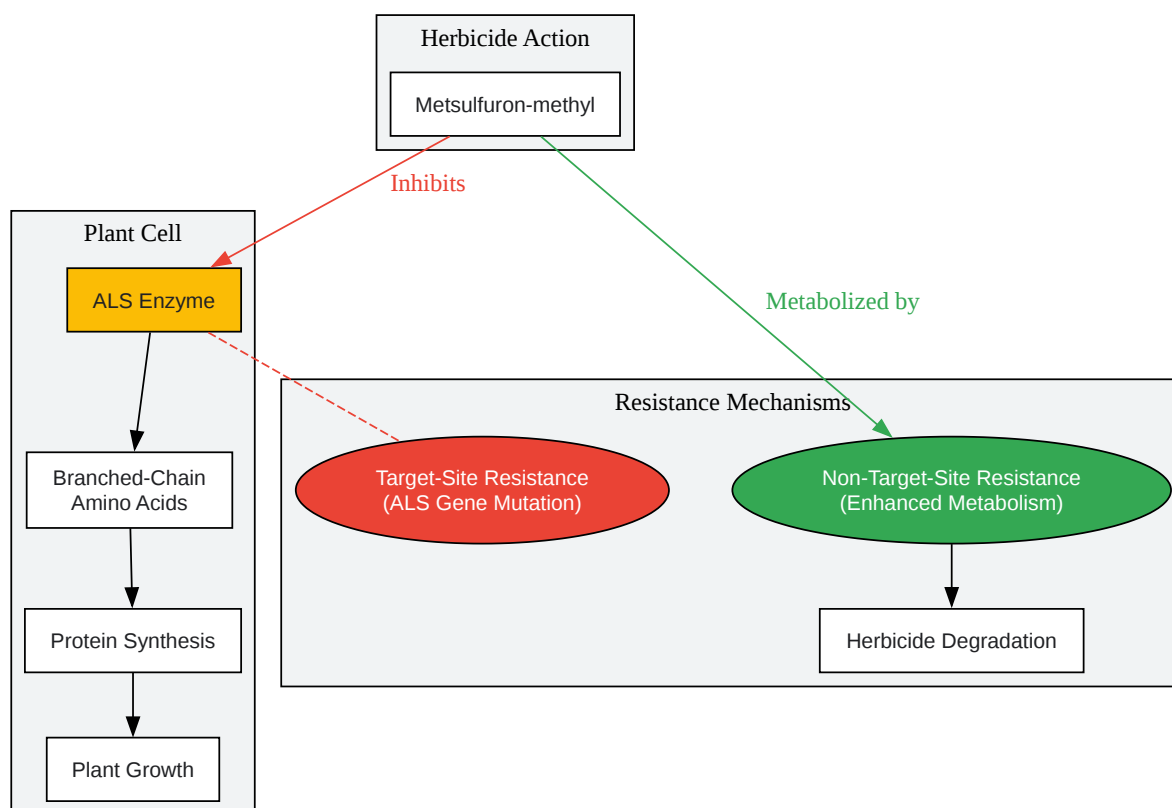 Herbicide Action
Metsulfuron-methyl
Inhibits
Plant Cell
ALS Enzyme
Metabolized by
Resistance Mechanisms
Branched-Chain
Amino Acids
Target-Site Resistance
(ALS Gene Mutation)
Non-Target-Site Resistance
(Enhanced Metabolism)
Protein Synthesis
Herbicide Degradation
Plant Growth